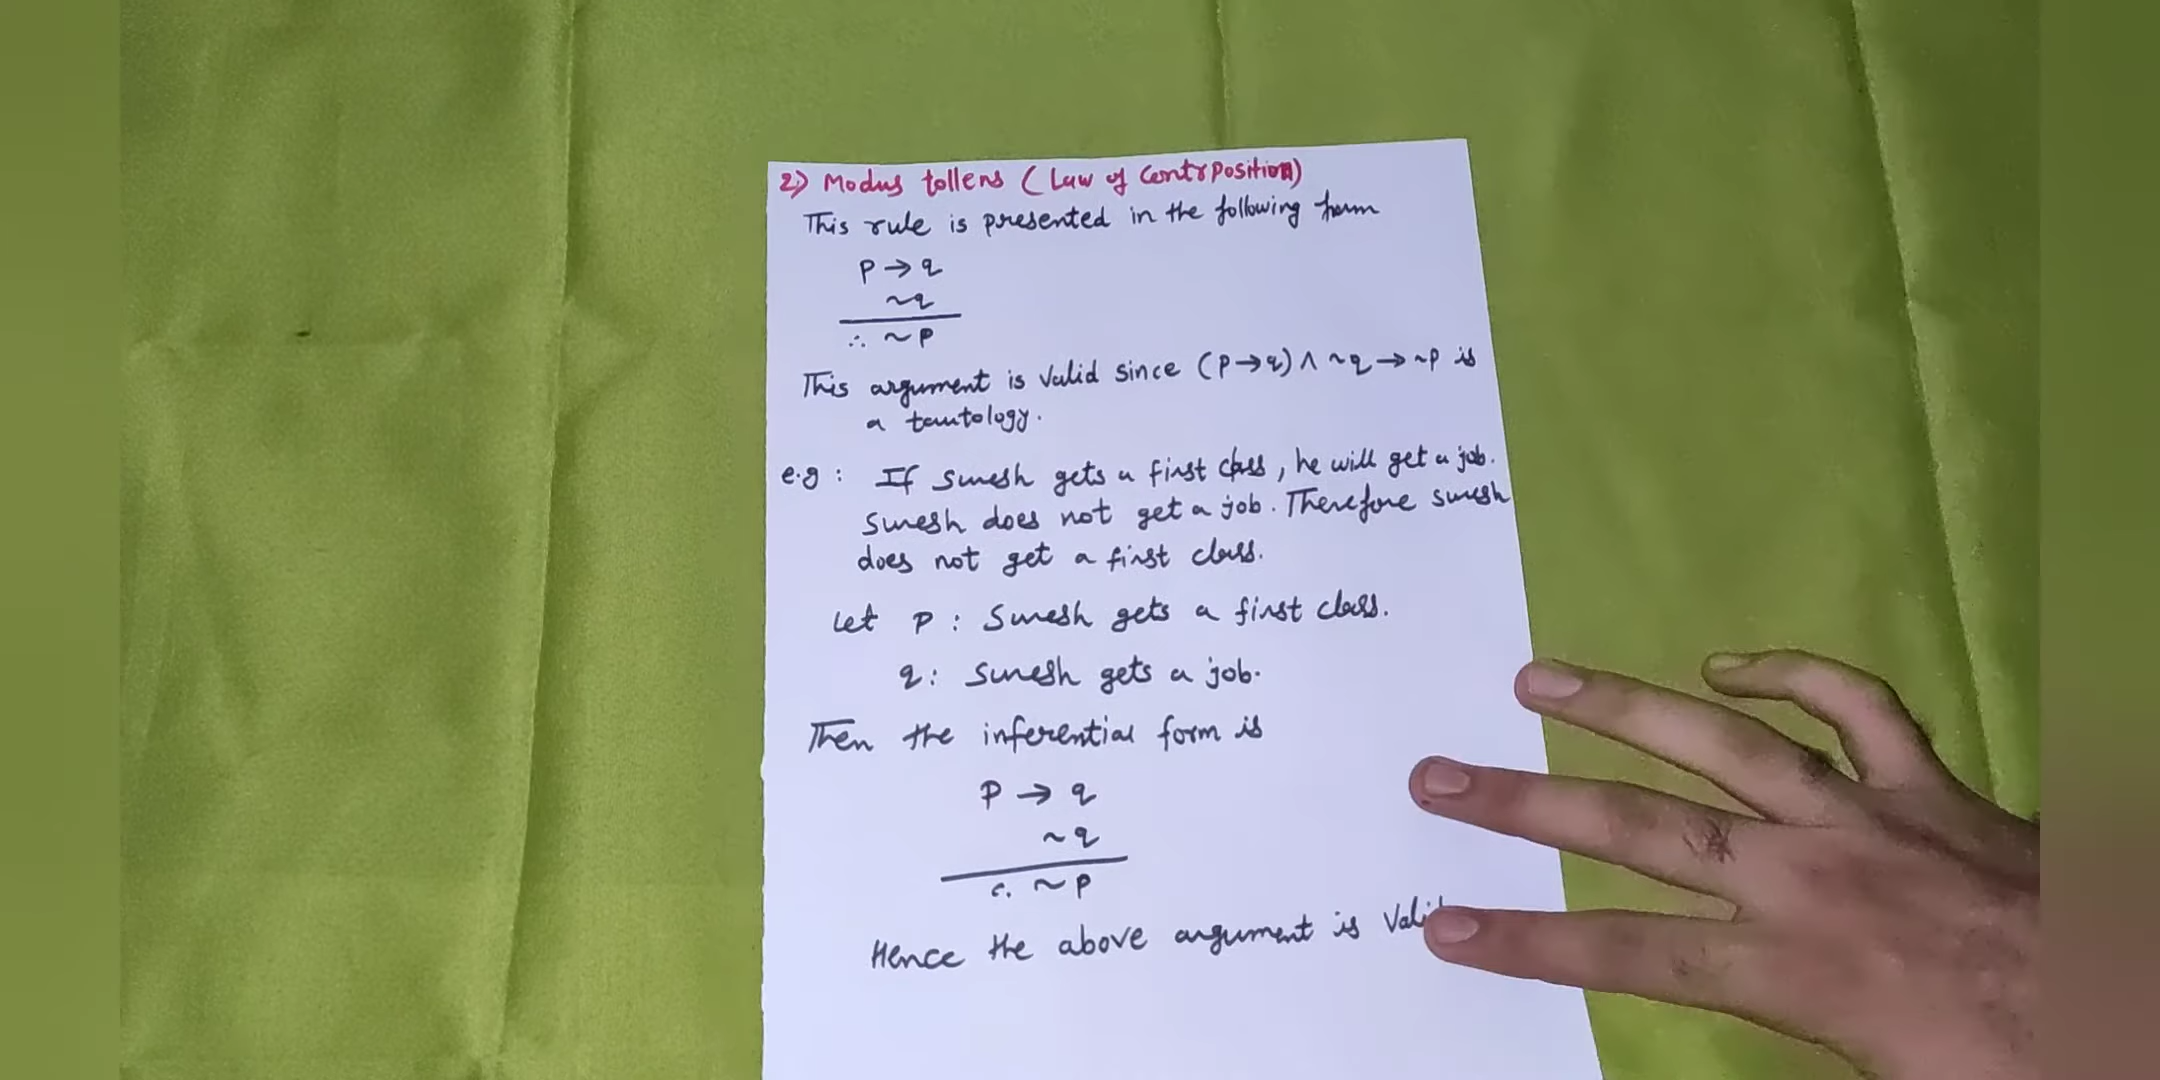 2) Modus tollens (Law of Contrposition)
This rule is presented in the following form
P → q
~q
∴ ~P
This argument is valid since (P → q) ∧ ~q → ~P is
a tautology.
e.g : If Suresh gets a first class, he will get a job.
Suresh does not get a job. Therefore Suresh
does not get a first class.
Let P : Suresh gets a first class.
q : Suresh gets a job.
Then the inferential form is
P → q
~q
∴ ~P
Hence the above argument is